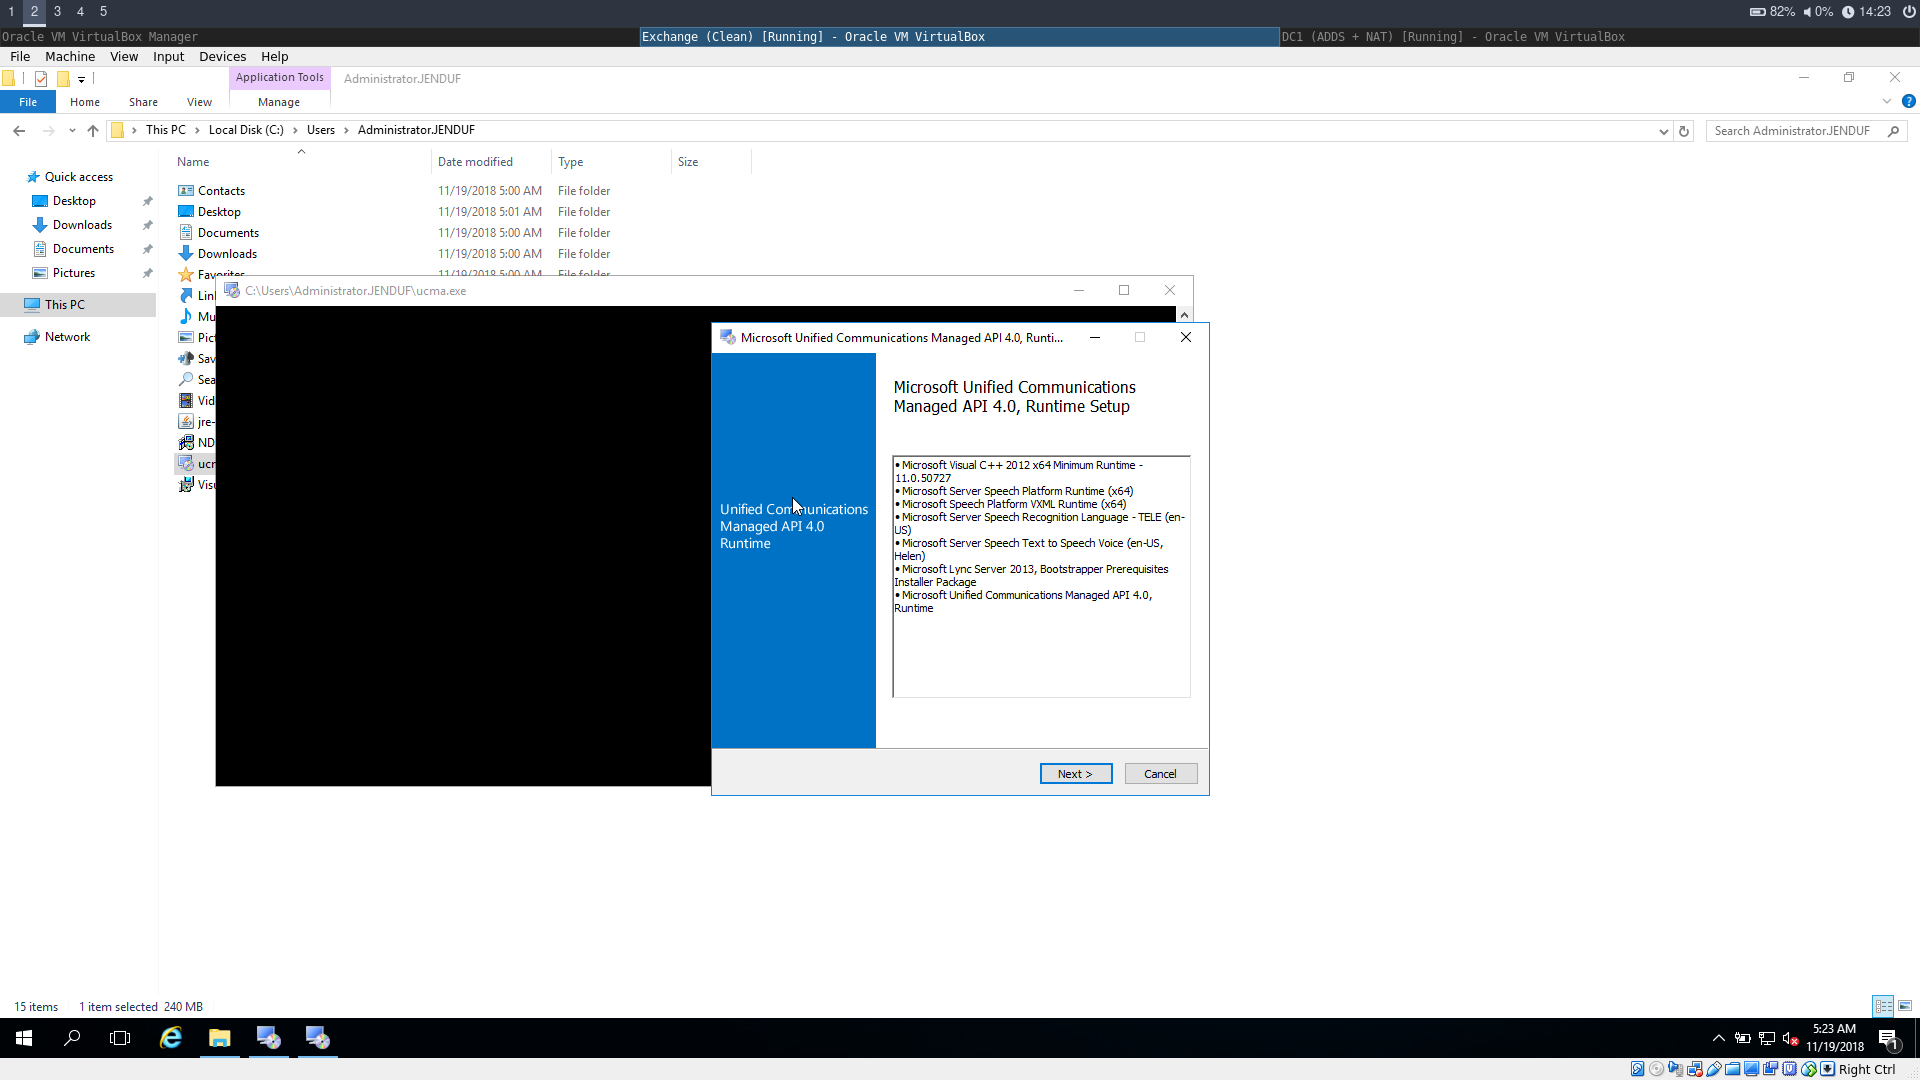 1 2 3 4 5
82% 0% 14:23
Oracle VM VirtualBox Manager
Exchange (Clean) [Running] - Oracle VM VirtualBox
DC1 (ADDS + NAT) [Running] - Oracle VM VirtualBox
File Machine View Input Devices Help
Application Tools
Administrator.JENDUF
File Home Share View Manage
This PC > Local Disk (C:) > Users > Administrator.JENDUF
Search Administrator.JENDUF
Name Date modified Type Size
Quick access
Desktop
Downloads
Documents
Pictures
This PC
Network
Contacts 11/19/2018 5:00 AM File folder
Desktop 11/19/2018 5:01 AM File folder
Documents 11/19/2018 5:00 AM File folder
Downloads 11/19/2018 5:00 AM File folder
Favorites 11/19/2018 5:00 AM File folder
Lin
Mu
Pic
Sav
Sea
Vid
jre-
ND
ucr
Visu
C:\Users\Administrator.JENDUF\ucma.exe
Microsoft Unified Communications Managed API 4.0, Runti...
Unified Communications
Managed API 4.0
Runtime
Microsoft Unified Communications
Managed API 4.0, Runtime Setup
• Microsoft Visual C++ 2012 x64 Minimum Runtime -
11.0.50727
• Microsoft Server Speech Platform Runtime (x64)
• Microsoft Speech Platform VXML Runtime (x64)
• Microsoft Server Speech Recognition Language - TELE (en-
US)
• Microsoft Server Speech Text to Speech Voice (en-US,
Helen)
• Microsoft Lync Server 2013, Bootstrapper Prerequisites
Installer Package
• Microsoft Unified Communications Managed API 4.0,
Runtime
Next > Cancel
15 items 1 item selected 240 MB
5:23 AM
11/19/2018
1
Right Ctrl